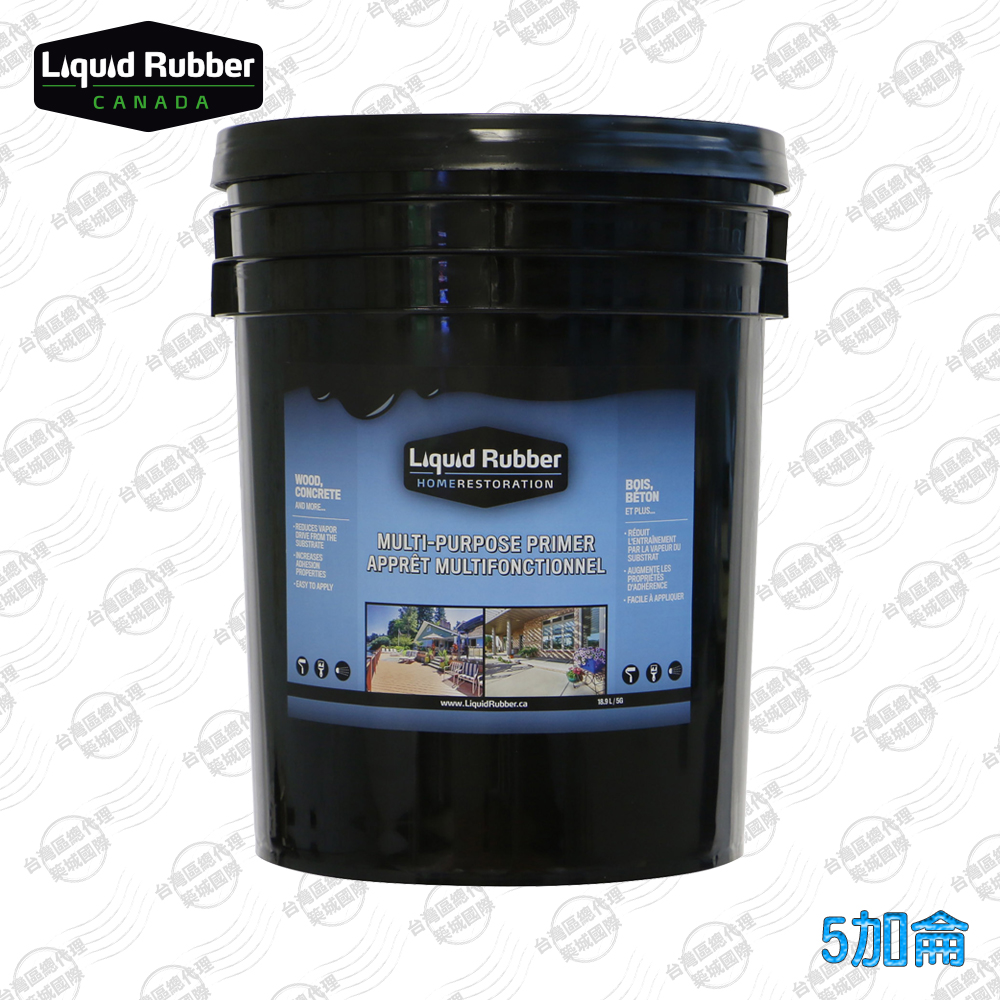 Liquid Rubber
CANADA
Liquid Rubber
HOMERESTORATION
WOOD,
CONCRETE
AND MORE...
• REDUCES VAPOR
DRIVE FROM THE
SUBSTRATE
• INCREASES
ADHESION
PROPERTIES
• EASY TO APPLY
MULTI-PURPOSE PRIMER
APPRÊT MULTIFONCTIONNEL
BOIS,
BÉTON
ET PLUS...
• RÉDUIT
L'ENTRAÎNEMENT
PAR LA VAPEUR DU
SUBSTRAT
• AUGMENTE LES
PROPRIÉTÉS
D'ADHÉRENCE
• FACILE À APPLIQUER
www.LiquidRubber.ca
18.9 L / 5G
5加侖
台灣區總代理
築城國際